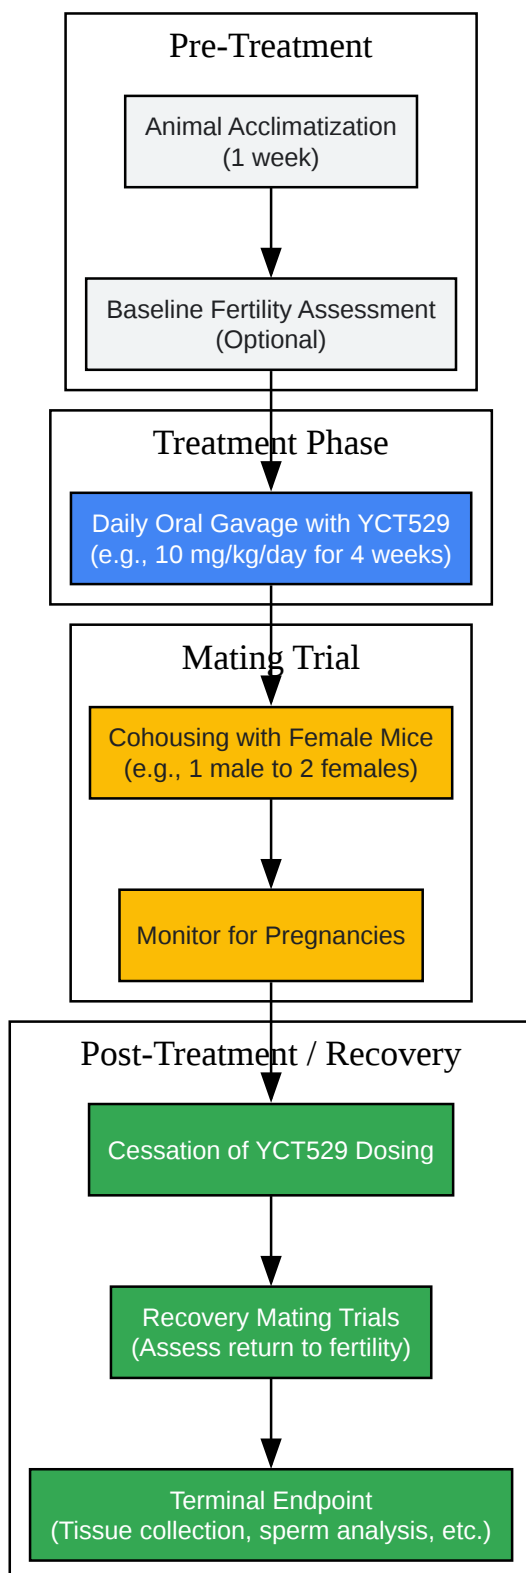 Pre-Treatment
Animal Acclimatization
(1 week)
Baseline Fertility Assessment
(Optional)
Treatment Phase
Daily Oral Gavage with YCT529
(e.g., 10 mg/kg/day for 4 weeks)
Mating Trial
Cohousing with Female Mice
(e.g., 1 male to 2 females)
Monitor for Pregnancies
Post-Treatment / Recovery
Cessation of YCT529 Dosing
Recovery Mating Trials
(Assess return to fertility)
Terminal Endpoint
(Tissue collection, sperm analysis, etc.)